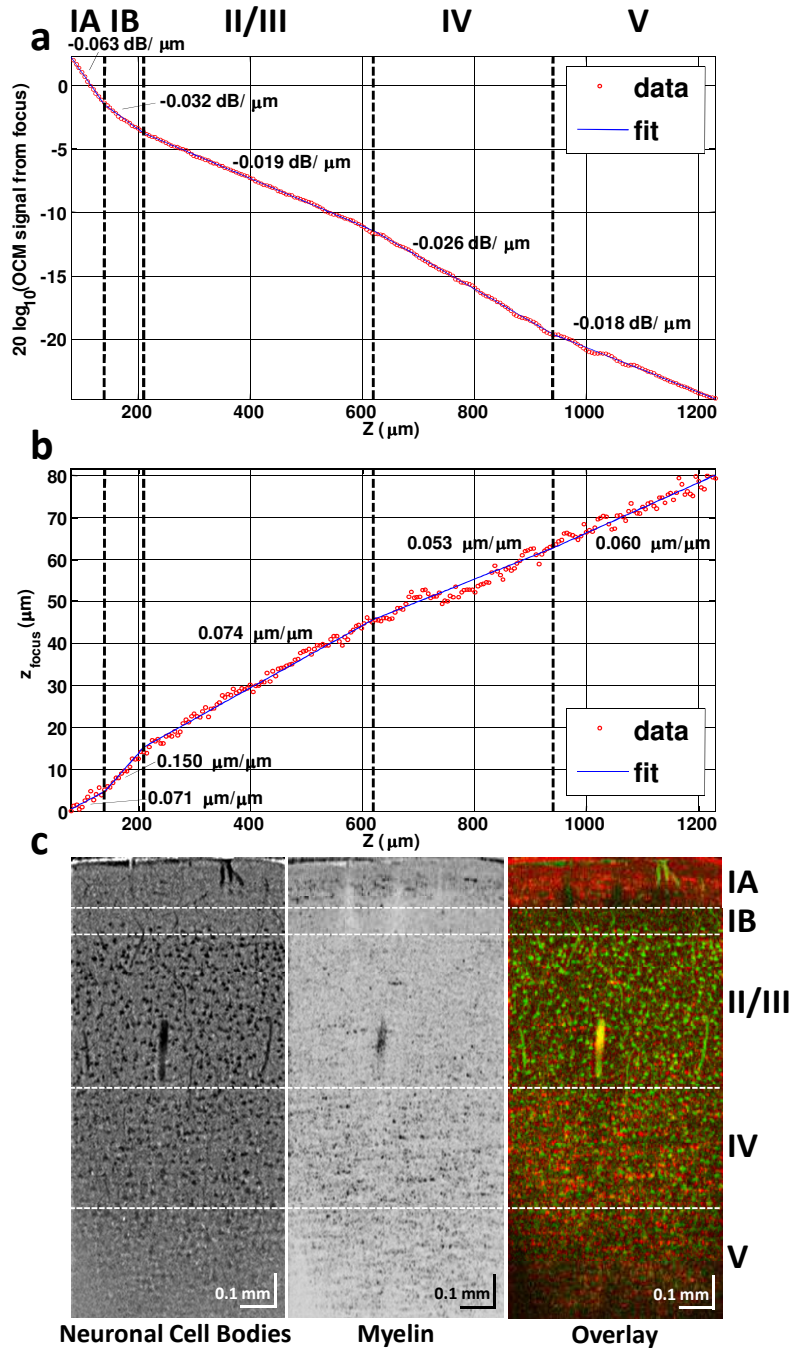 IA IB II/III IV V
a
-0.063 dB/ μm
-0.032 dB/ μm
-0.019 dB/ μm
-0.026 dB/ μm
-0.018 dB/ μm
data
fit
0
-5
-10
-15
-20
20 log10(OCM signal from focus)
200 400 600 800 1000 1200
Z (μm)
b
80
70
60
50
40
30
20
10
0
zfocus (μm)
0.053 μm/μm
0.060 μm/μm
0.074 μm/μm
0.150 μm/μm
0.071 μm/μm
data
fit
200 400 600 800 1000 1200
Z (μm)
c
IA
IB
II/III
IV
V
0.1 mm 0.1 mm 0.1 mm
Neuronal Cell Bodies Myelin Overlay